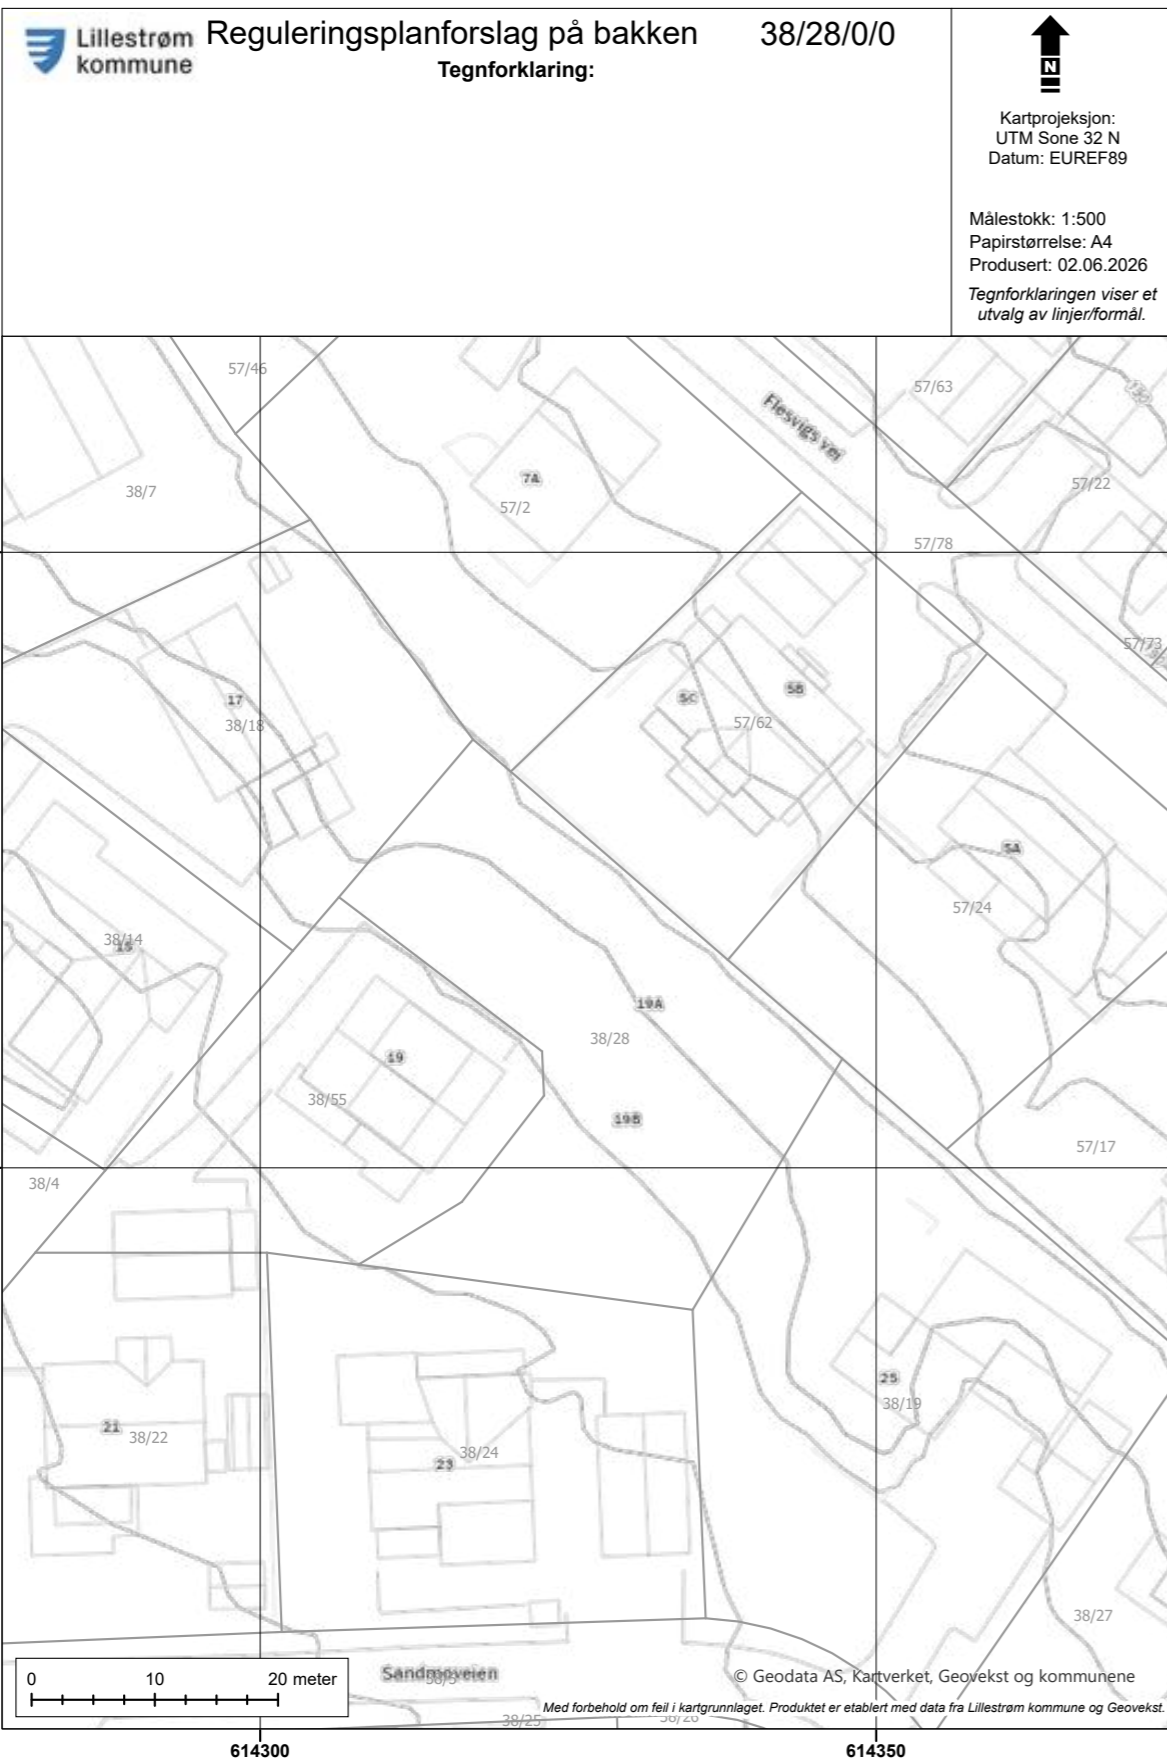 Lillestrøm
kommune
Reguleringsplanforslag på bakken 38/28/0/0
Tegnforklaring:
N
Kartprojeksjon:
UTM Sone 32 N
Datum: EUREF89
Målestokk: 1:500
Papirstørrelse: A4
Produsert: 02.06.2026
Tegnforklaringen viser et
utvalg av linjer/formål.
57/46
57/63
Flesvigs vei
38/7
7A
57/2
57/22
57/78
57/73
17
38/18
5C
5B
57/62
5A
57/24
38/14
19A
38/28
19
38/55
19B
57/17
38/4
25
38/19
21
38/22
38/24
23
38/27
Sandmoveien
0 10 20 meter
© Geodata AS, Kartverket, Geovekst og kommunene
Med forbehold om feil i kartgrunnlaget. Produktet er etablert med data fra Lillestrøm kommune og Geovekst.
38/25
38/26
614300
614350